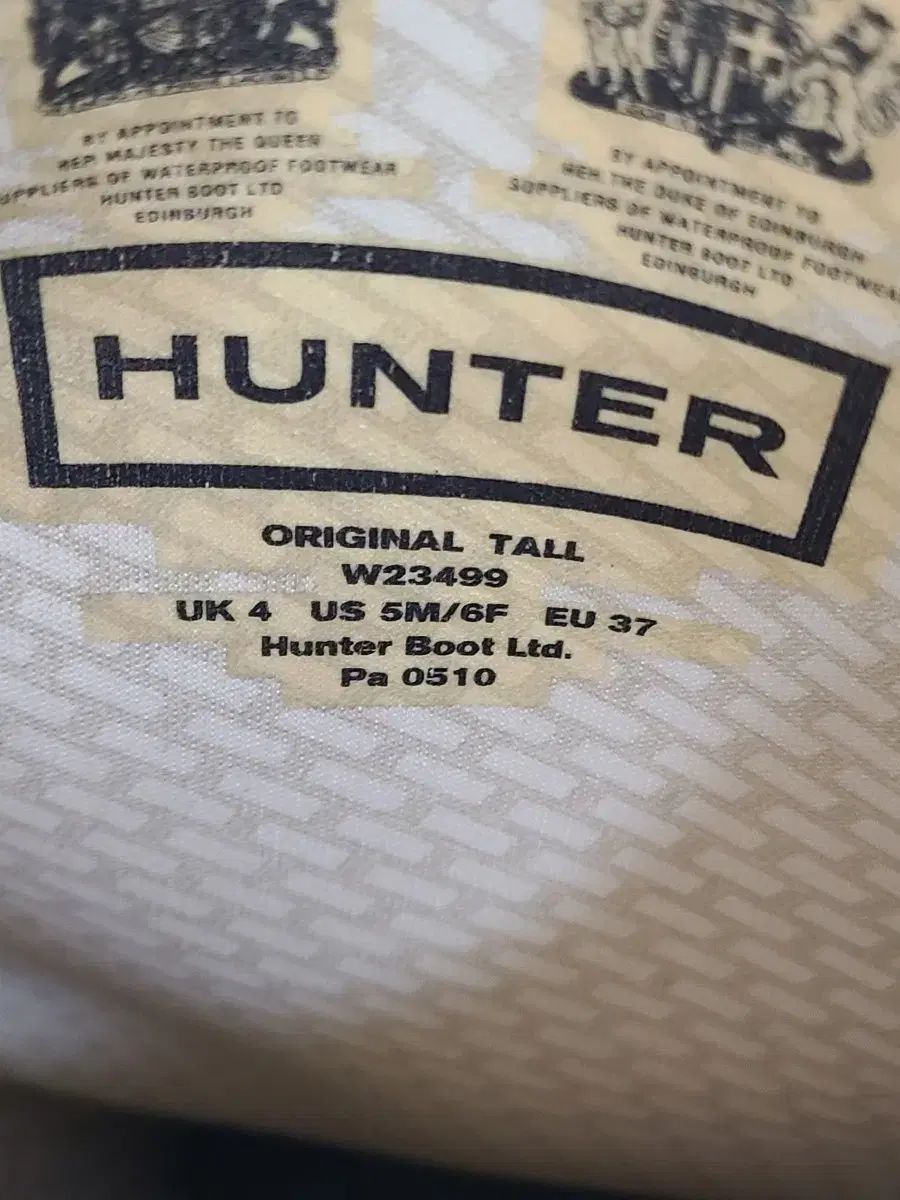 BY APPOINTMENT TO
HER MAJESTY THE QUEEN
SUPPLIERS OF WATERPROOF FOOTWEAR
HUNTER BOOT LTD
EDINBURGH
BY APPOINTMENT TO
HRH THE DUKE OF EDINBURGH
SUPPLIERS OF WATERPROOF FOOTWEAR
HUNTER BOOT LTD
EDINBURGH
HUNTER
ORIGINAL TALL
W23499
UK 4 US 5M/6F EU 37
Hunter Boot Ltd.
Pa 0510